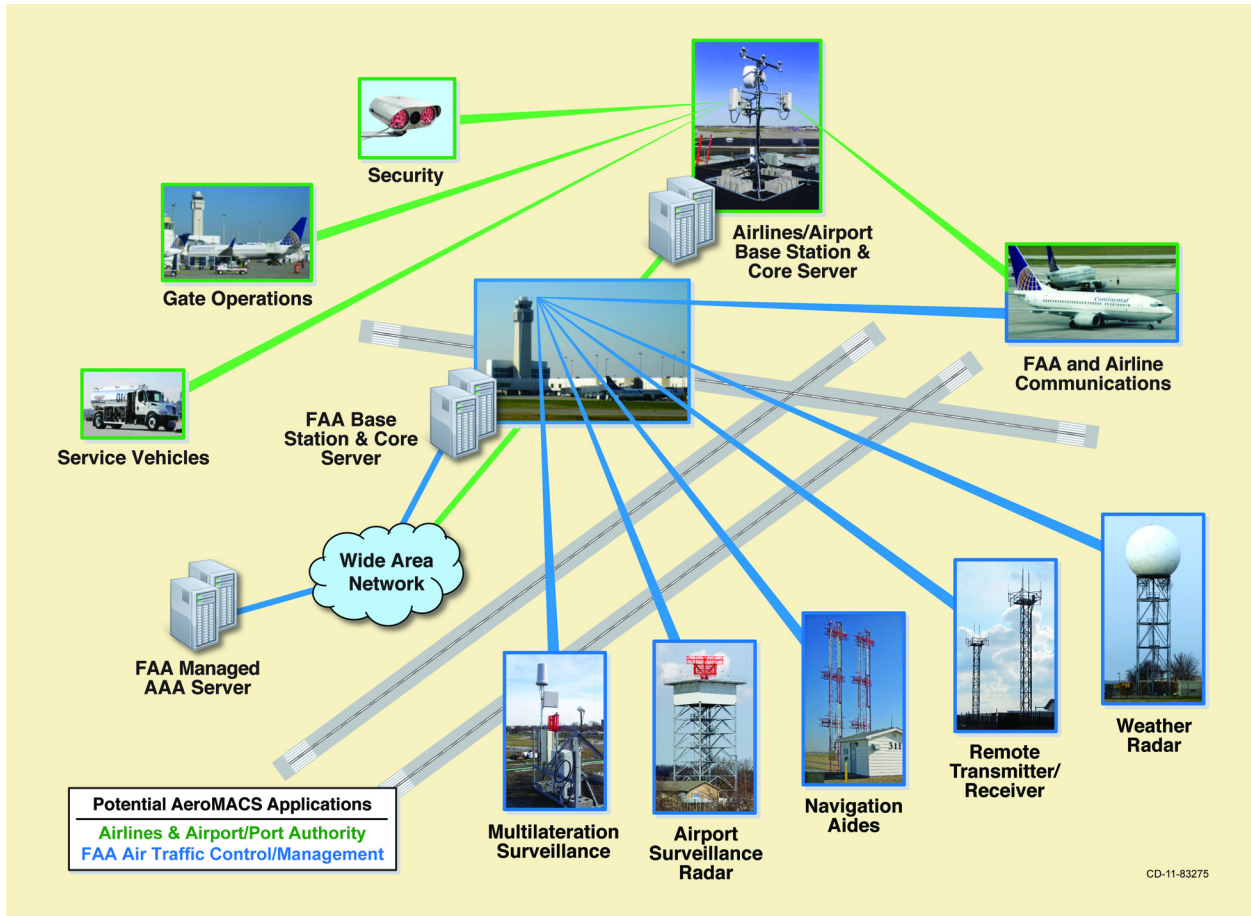 Security
Airlines/Airport
Base Station &
Core Server
Gate Operations
Continental
FAA and Airline
Communications
FAA Base
Station & Core
Server
Service Vehicles
Wide Area
Network
FAA Managed
AAA Server
311
Weather
Radar
Remote
Transmitter/
Receiver
Navigation
Aides
Multilateration
Surveillance
Airport
Surveillance
Radar
Potential AeroMACS Applications
Airlines & Airport/Port Authority
FAA Air Traffic Control/Management
CD-11-83275